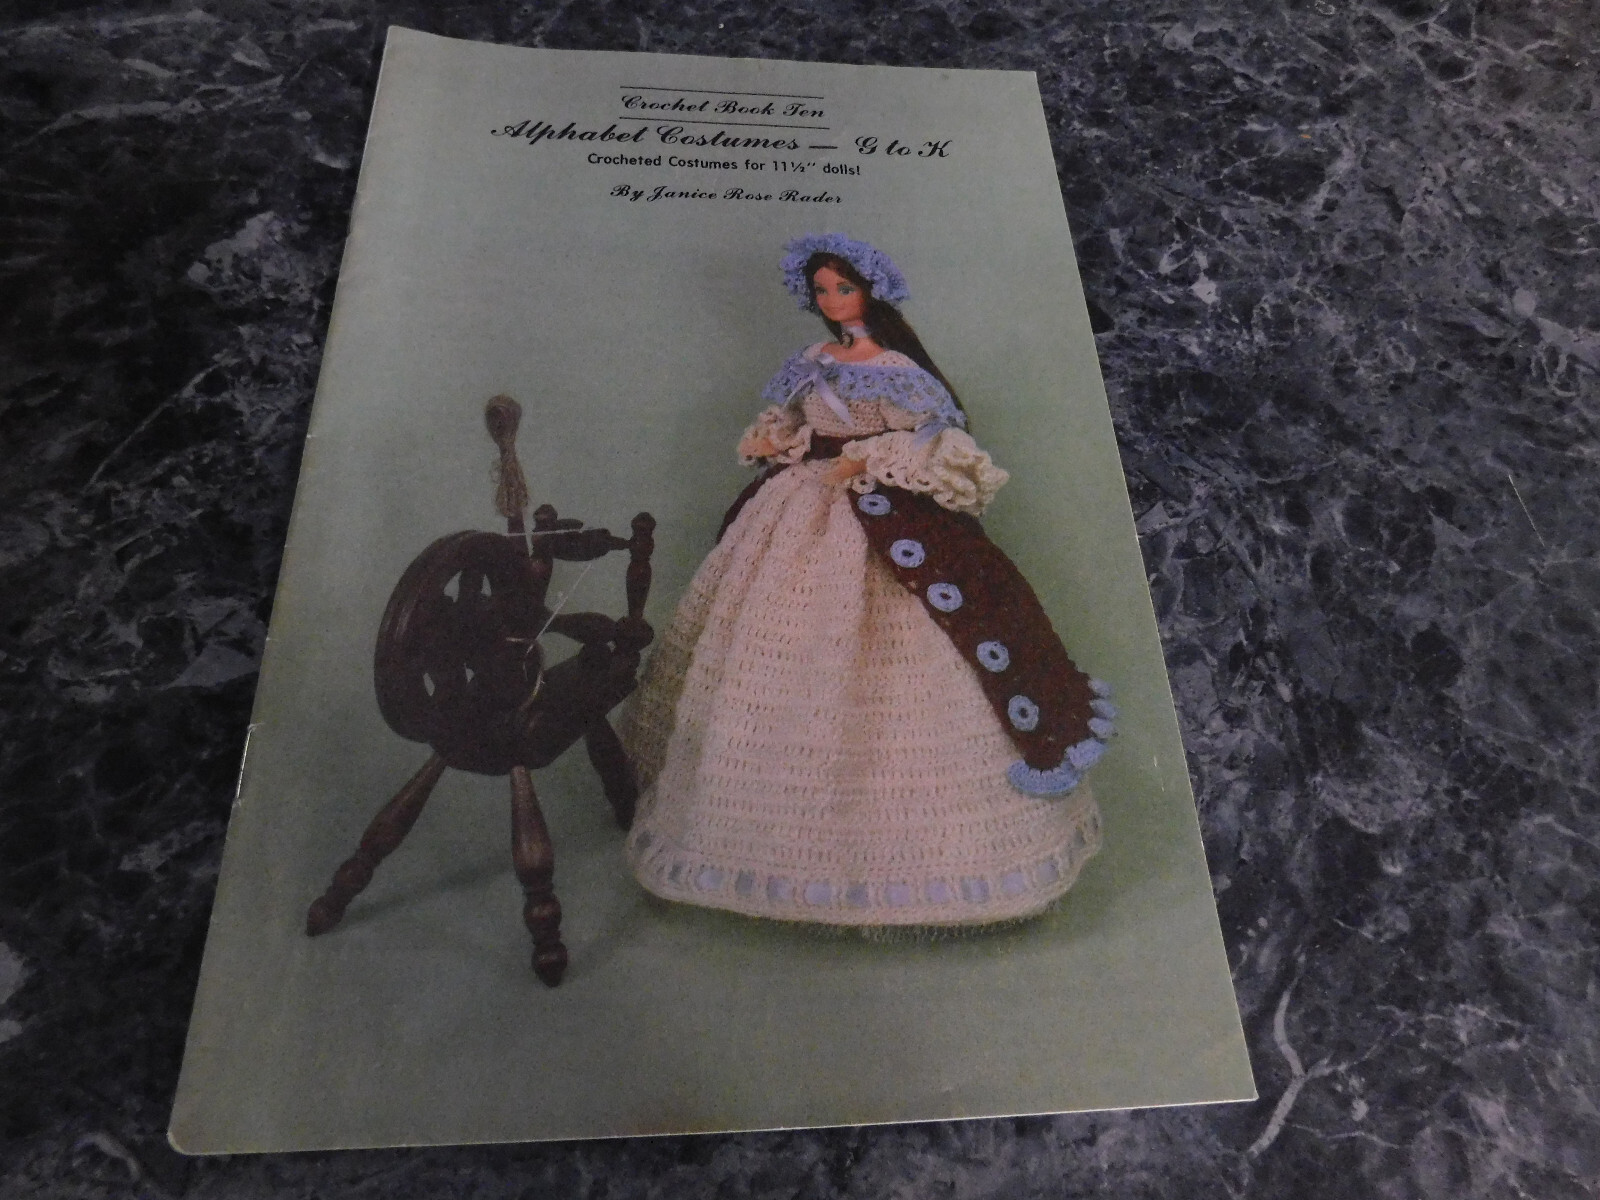 Crochet Book Ten
Alphabet Costumes — G to K
Crocheted Costumes for 11½" dolls!
By Janice Rose Rader